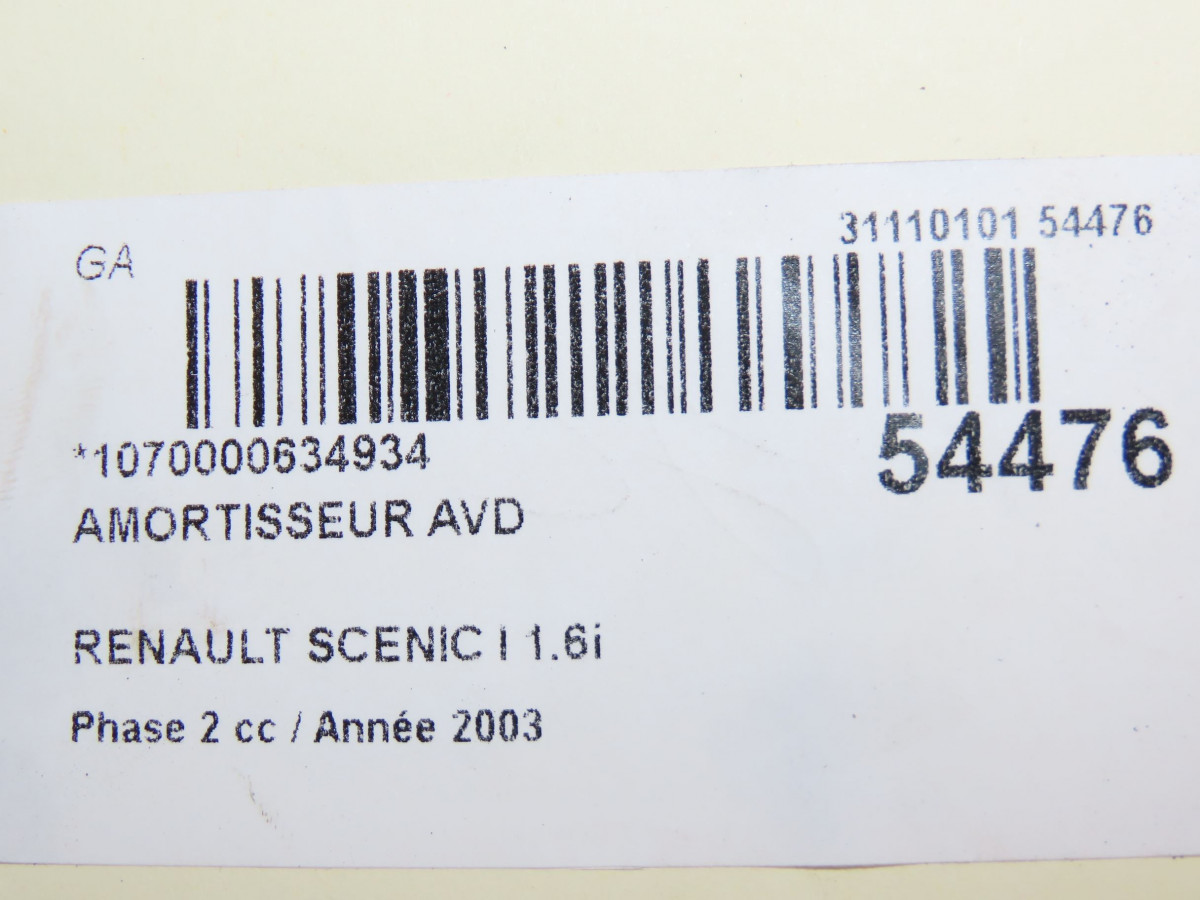 GA
31110101 54476
*1070000634934
54476
AMORTISSEUR AVD
RENAULT SCENIC I 1.6i
Phase 2 cc / Année 2003